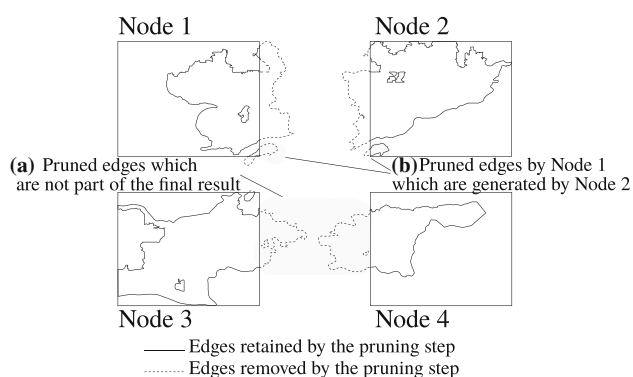 Node 1
Node 2
(a) Pruned edges which
are not part of the final result
(b)Pruned edges by Node 1
which are generated by Node 2
Node 3
Node 4
Edges retained by the pruning step
Edges removed by the pruning step